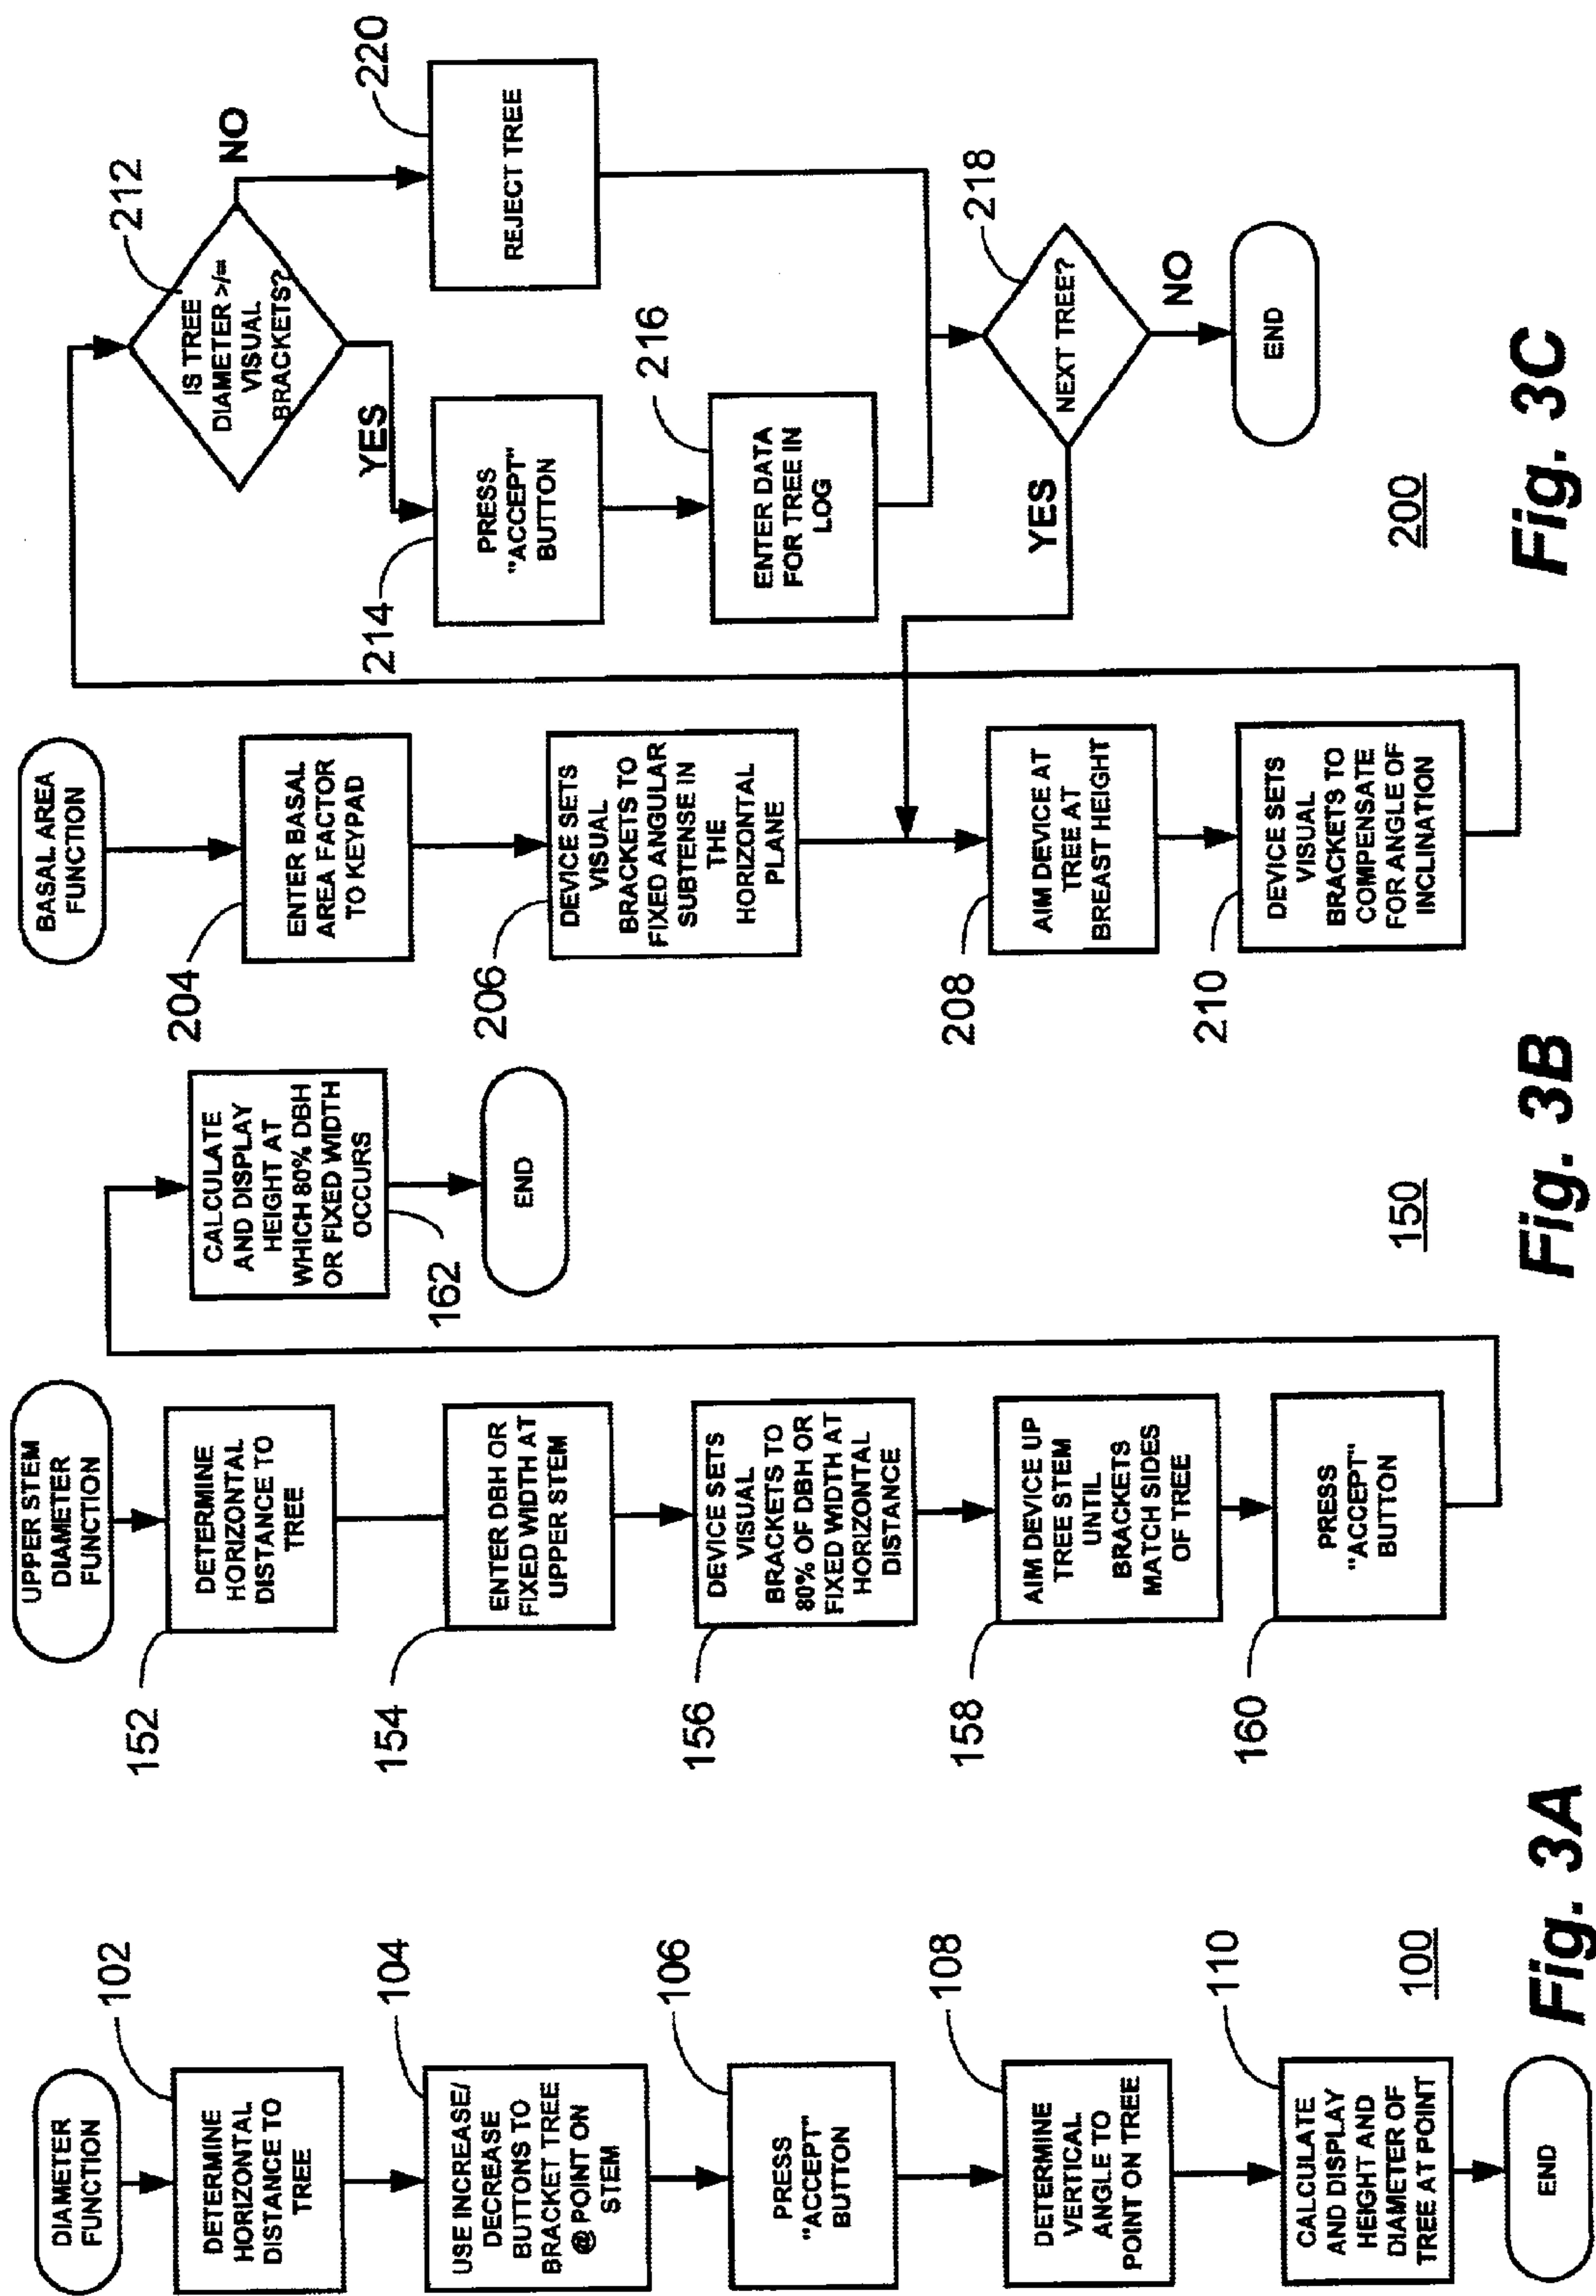 DIAMETER
FUNCTION
102
DETERMINE
HORIZONTAL
DISTANCE TO
TREE
104
USE INCREASE/
DECREASE
BUTTONS TO
BRACKET TREE
@ POINT ON
STEM
106
PRESS
"ACCEPT"
BUTTON
108
DETERMINE
VERTICAL
ANGLE TO
POINT ON TREE
110
CALCULATE
AND DISPLAY
HEIGHT AND
DIAMETER OF
TREE AT POINT
END
100
Fig. 3A
UPPER STEM
DIAMETER
FUNCTION
152
DETERMINE
HORIZONTAL
DISTANCE TO
TREE
154
ENTER DBH OR
FIXED WIDTH AT
UPPER STEM
156
DEVICE SETS
VISUAL
BRACKETS TO
80% OF DBH OR
FIXED WIDTH AT
HORIZONTAL
DISTANCE
158
AIM DEVICE UP
TREE STEM
UNTIL
BRACKETS
MATCH SIDES
OF TREE
160
PRESS
"ACCEPT"
BUTTON
CALCULATE
AND DISPLAY
HEIGHT AT
WHICH 80% DBH
OR FIXED WIDTH
OCCURS
162
END
150
Fig. 3B
BASAL AREA
FUNCTION
204
ENTER BASAL
AREA FACTOR
TO KEYPAD
206
DEVICE SETS
VISUAL
BRACKETS TO
FIXED ANGULAR
SUBTENSE IN
THE
HORIZONTAL
PLANE
208
AIM DEVICE AT
TREE AT
BREAST HEIGHT
210
DEVICE SETS
VISUAL
BRACKETS TO
COMPENSATE
FOR ANGLE OF
INCLINATION
212
IS TREE
DIAMETER >/=
VISUAL
BRACKETS?
NO
YES
214
PRESS
"ACCEPT"
BUTTON
216
ENTER DATA
FOR TREE IN
LOG
220
REJECT TREE
218
NEXT TREE?
YES
NO
END
200
Fig. 3C